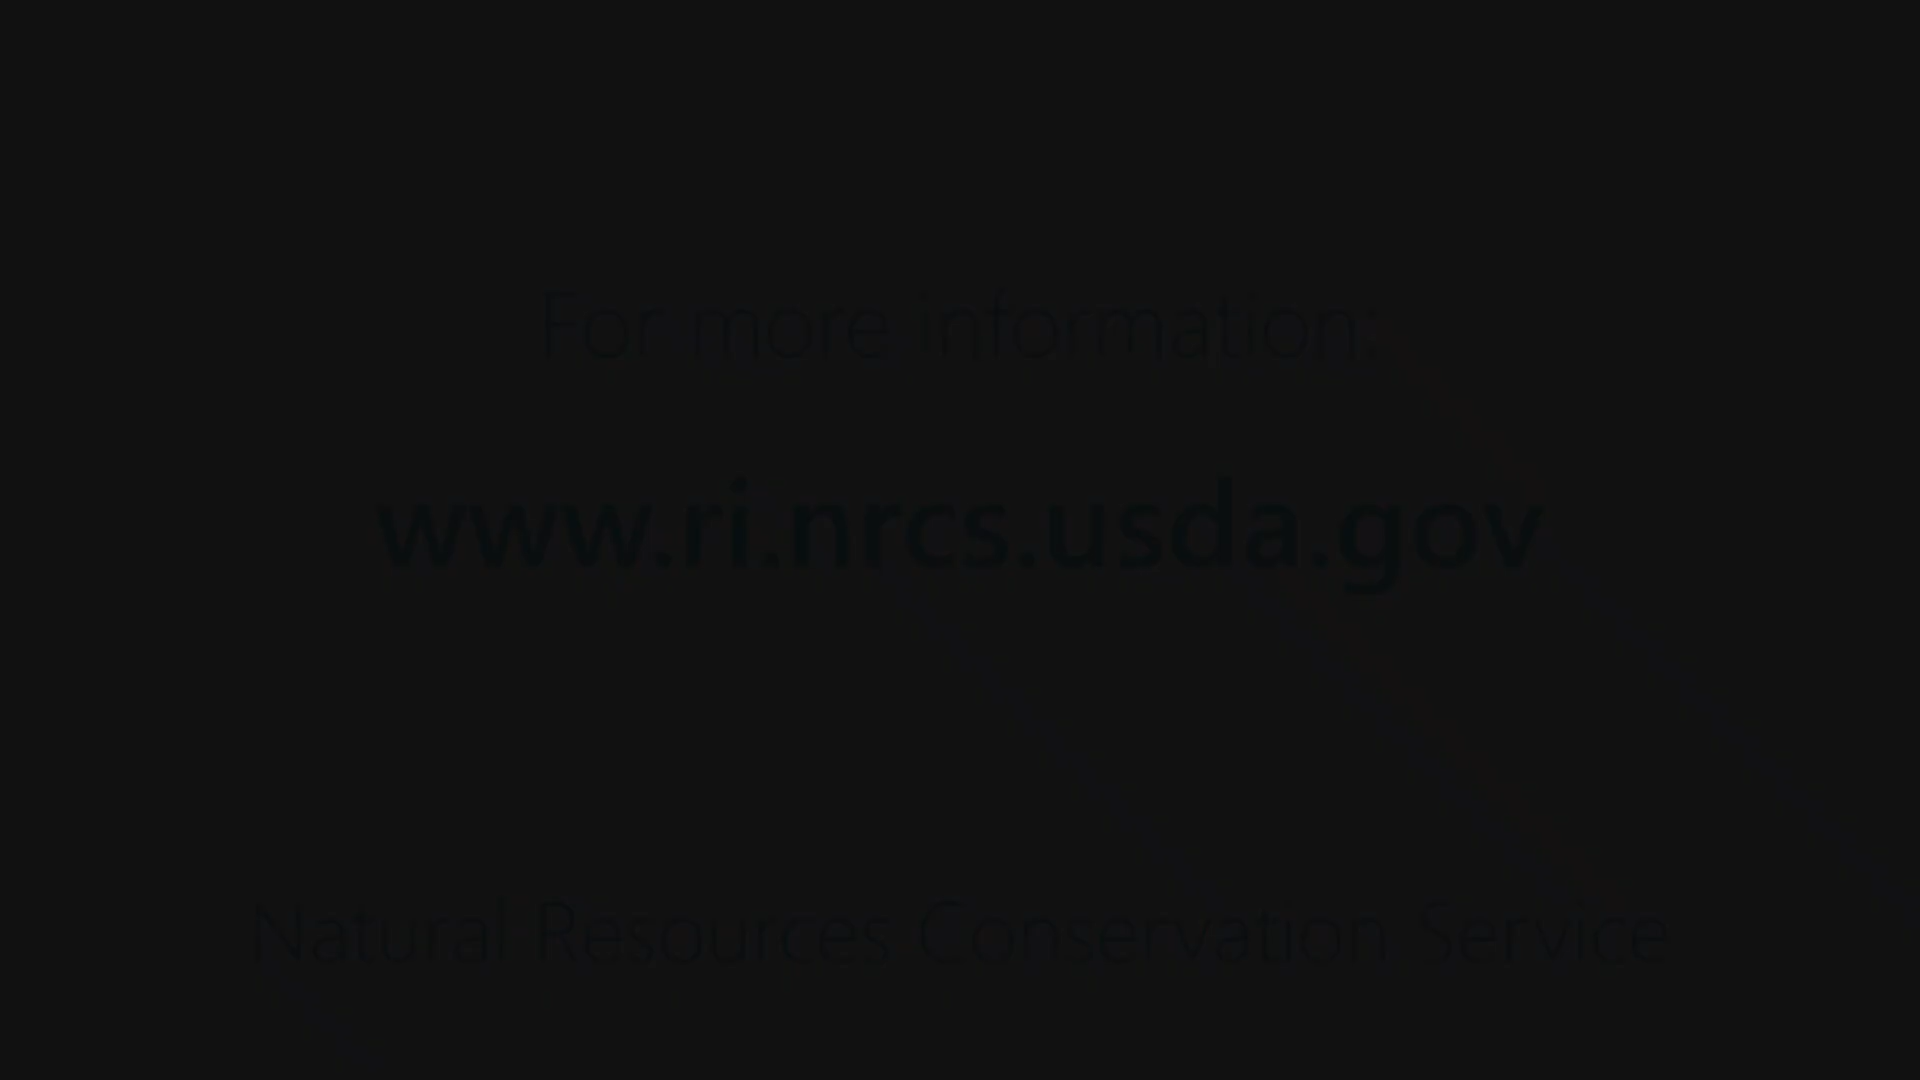 For more information:
www.ri.nrcs.usda.gov
Natural Resources Conservation Service